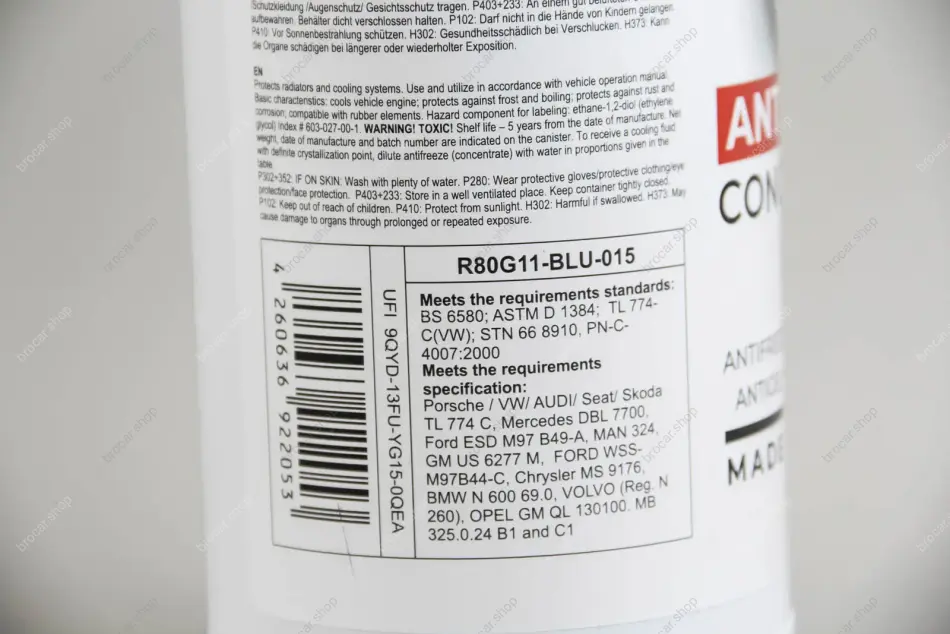 Schutzkleidung /Augenschutz/ Gesichtsschutz tragen. P403+233: An einem gut
aufbewahren. Behälter dicht verschlossen halten. P102: Darf nicht in die Hände von Kindern gelangen.
P410: Vor Sonnenbestrahlung schützen. H302: Gesundheitsschädlich bei Verschlucken. H373: Kann
die Organe schädigen bei längerer oder wiederholter Exposition.
EN
Protects radiators and cooling systems. Use and utilize in accordance with vehicle operation manual.
Basic characteristics: cools vehicle engine; protects against frost and boiling; protects against rust and
corrosion; compatible with rubber elements. Hazard component for labeling: ethane-1,2-diol (ethylene
glycol) Index # 603-027-00-1. WARNING! TOXIC! Shelf life – 5 years from the date of manufacture. Net
weight, date of manufacture and batch number are indicated on the canister. To receive a cooling fluid
with definite crystallization point, dilute antifreeze (concentrate) with water in proportions given in the
table.
P302+352: IF ON SKIN: Wash with plenty of water. P280: Wear protective gloves/protective clothing/eye
protection/face protection. P403+233: Store in a well ventilated place. Keep container tightly closed.
P102: Keep out of reach of children. P410: Protect from sunlight. H302: Harmful if swallowed. H373: May
cause damage to organs through prolonged or repeated exposure.
4 260636 922053
UFI 9QYD-13FU-YG15-0QEA
R80G11-BLU-015
Meets the requirements standards:
BS 6580; ASTM D 1384; TL 774-
C(VW); STN 66 8910, PN-C-
4007:2000
Meets the requirements
specification:
Porsche / VW/ AUDI/ Seat/ Skoda
TL 774 C, Mercedes DBL 7700,
Ford ESD M97 B49-A, MAN 324,
GM US 6277 M, FORD WSS-
M97B44-C, Chrysler MS 9176,
BMW N 600 69.0, VOLVO (Reg. N
260), OPEL GM QL 130100. MB
325.0.24 B1 and C1
ANT
CON
ANTIFR
ANTIC
MADE
brocar.shop